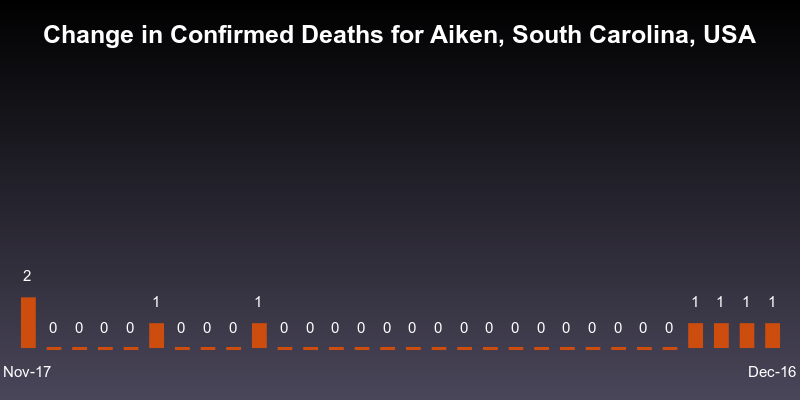 Change in Confirmed Deaths for Aiken, South Carolina, USA
2
1 1 1 1 1 1
0 0 0 0 0 0 0 0 0 0 0 0 0 0 0 0 0 0 0 0 0 0 0
Nov-17 Dec-16